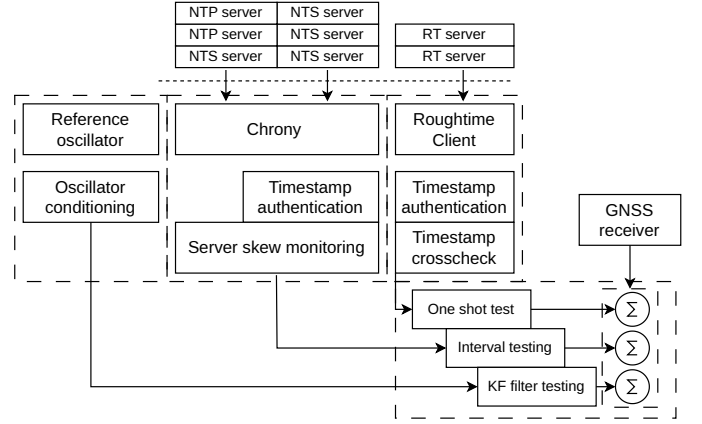 NTP server NTS server
NTP server NTS server RT server
NTS server NTS server RT server
Reference
oscillator
Chrony
Roughtime
Client
Oscillator
conditioning
Timestamp
authentication
Server skew monitoring
Timestamp
authentication
Timestamp
crosscheck
GNSS
receiver
One shot test
Σ
Interval testing
Σ
KF filter testing
Σ